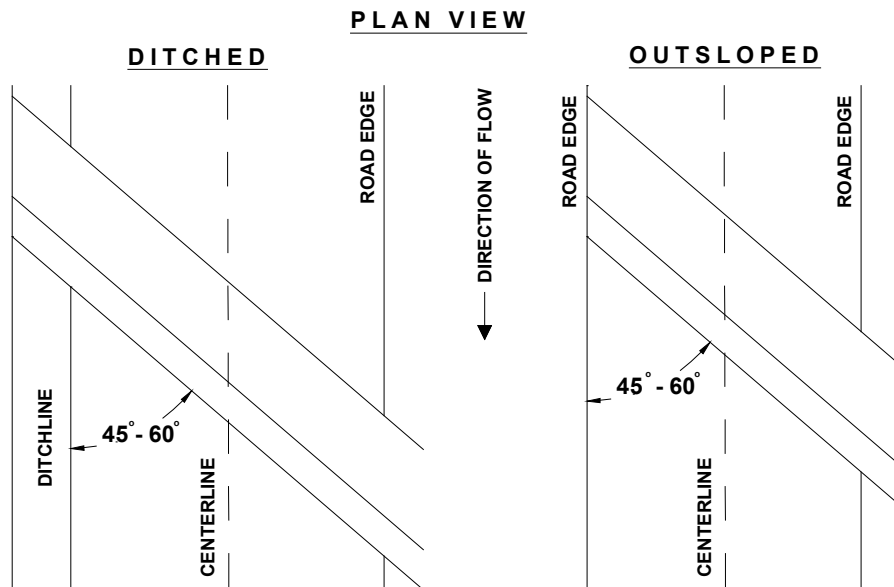 PLAN VIEW
DITCHED
DITCHLINE
45°- 60°
CENTERLINE
ROAD EDGE
DIRECTION OF FLOW
OUTSLOPED
ROAD EDGE
45°- 60°
CENTERLINE
ROAD EDGE